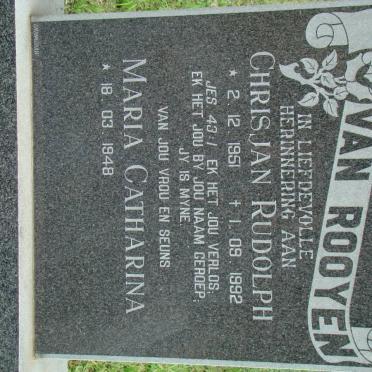 VAN ROOYEN
IN LIEFDEVOLLE
HERINNERING AAN
CHRISJAN RUDOLPH
* 2. 12. 1951 † 1. 09. 1992
JES 43:1 EK HET JOU VERLOS;
EK HET JOU BY JOU NAAM GEROEP;
JY IS MYNE.
VAN JOU VROU EN SEUNS
MARIA CATHARINA
* 18. 03. 1948